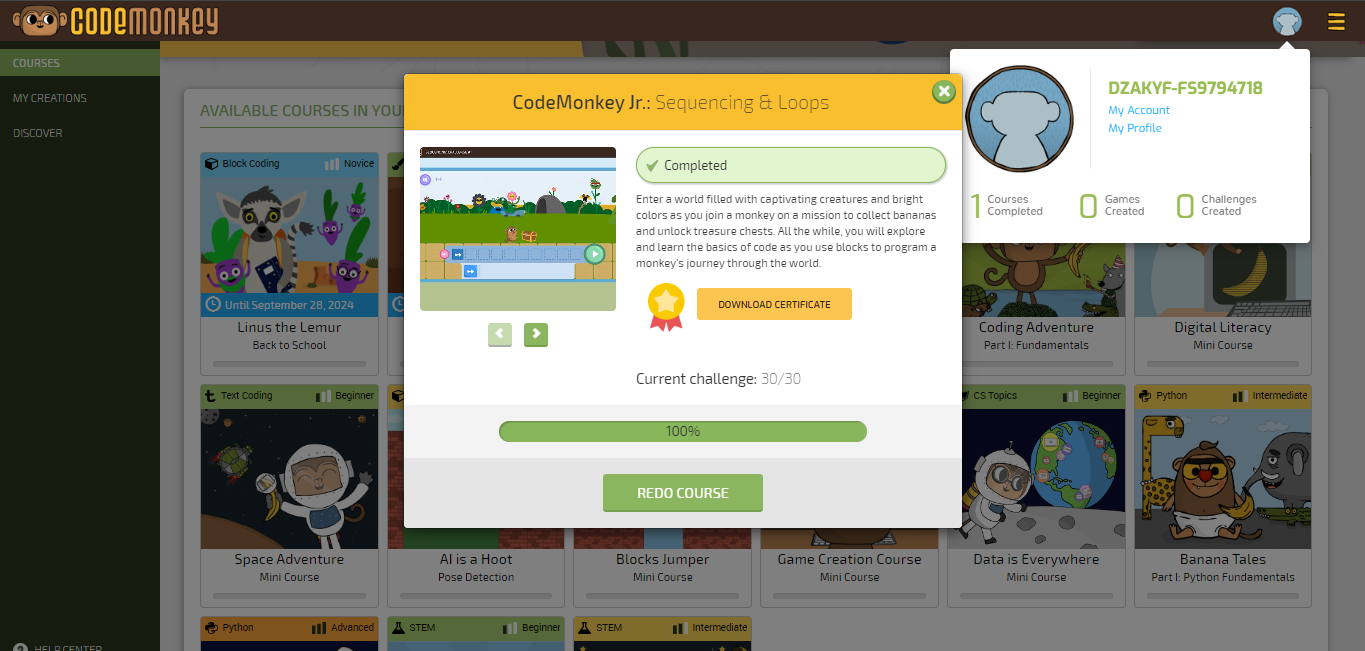 CODEMONKEY
COURSES
MY CREATIONS
DISCOVER
HELP CENTER
DZAKYF-FS9794718
My Account
My Profile
1 Courses Completed
0 Games Created
0 Challenges Created
AVAILABLE COURSES IN YOU
CodeMonkey Jr.: Sequencing & Loops
Completed
Enter a world filled with captivating creatures and bright
colors as you join a monkey on a mission to collect bananas
and unlock treasure chests. All the while, you will explore
and learn the basics of code as you use blocks to program a
monkey's journey through the world.
DOWNLOAD CERTIFICATE
Current challenge: 30/30
100%
REDO COURSE
Block Coding Novice
Until September 28, 2024
Linus the Lemur
Back to School
Coding Adventure
Part I: Fundamentals
Digital Literacy
Mini Course
Text Coding Beginner
Space Adventure
Mini Course
AI is a Hoot
Pose Detection
Blocks Jumper
Mini Course
Game Creation Course
Mini Course
CS Topics Beginner
Data is Everywhere
Mini Course
Python Intermediate
Banana Tales
Part I: Python Fundamentals
Python Advanced
STEM Beginner
STEM Intermediate